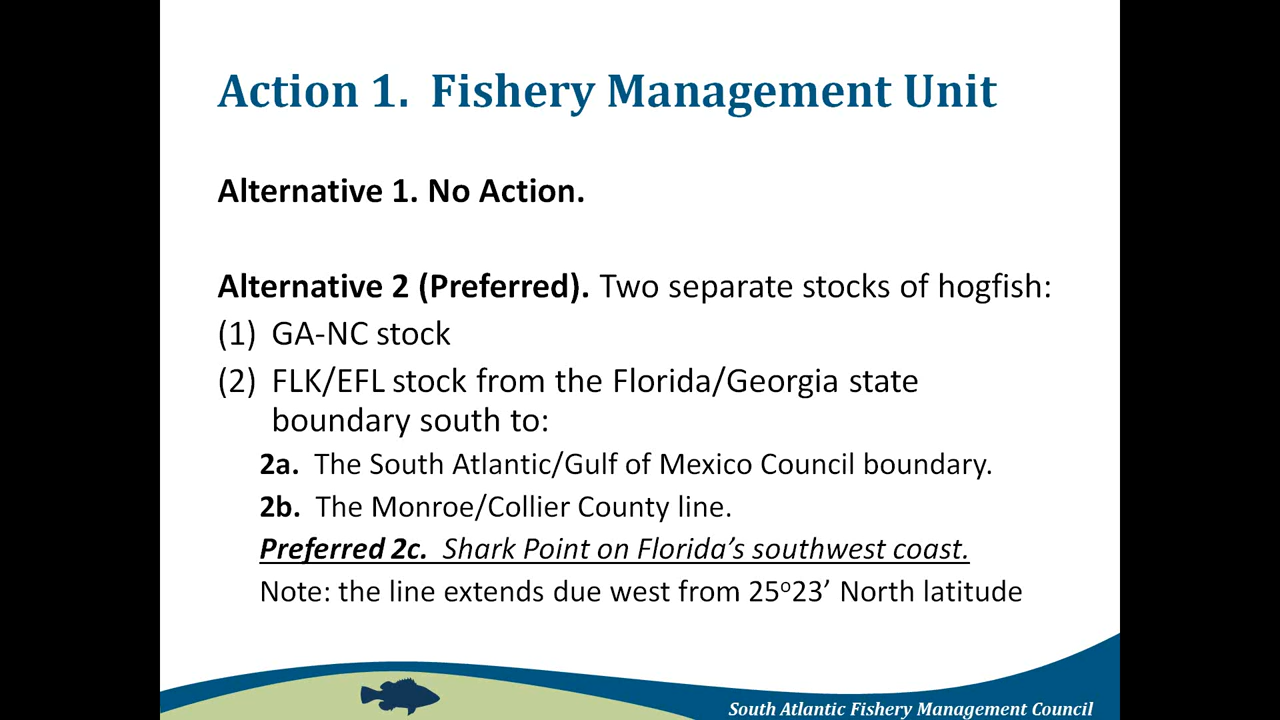 Action 1.  Fishery Management Unit
Alternative 1. No Action.
Alternative 2 (Preferred). Two separate stocks of hogfish:
(1) GA-NC stock
(2) FLK/EFL stock from the Florida/Georgia state
boundary south to:
2a. The South Atlantic/Gulf of Mexico Council boundary.
2b. The Monroe/Collier County line.
Preferred 2c. Shark Point on Florida’s southwest coast.
Note: the line extends due west from 25º23’ North latitude
South Atlantic Fishery Management Council